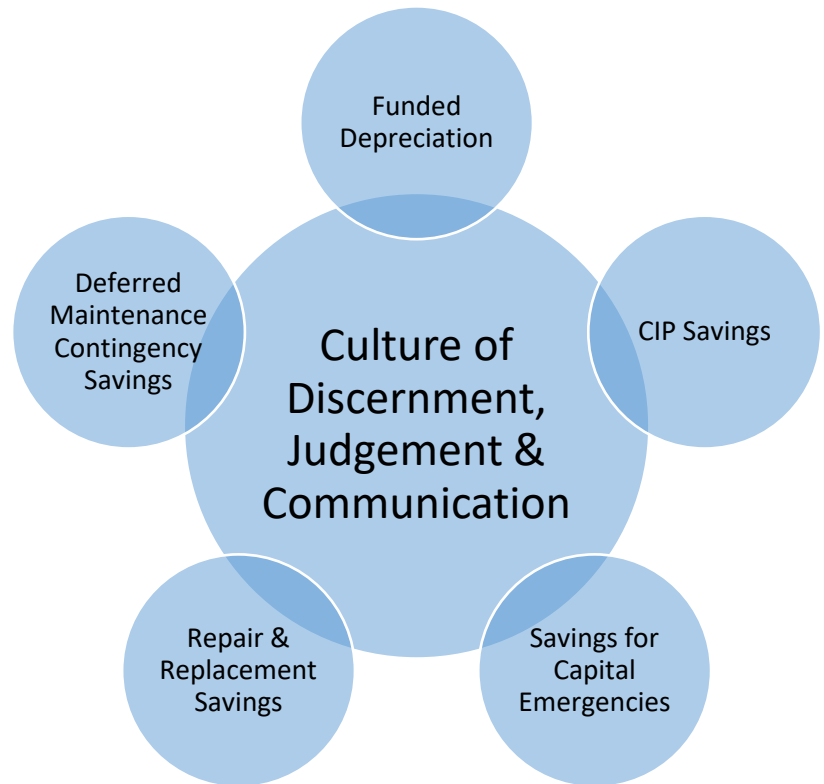 Funded
Depreciation
Deferred
Maintenance
Contingency
Savings
CIP Savings
Culture of
Discernment,
Judgement &
Communication
Repair &
Replacement
Savings
Savings for
Capital
Emergencies